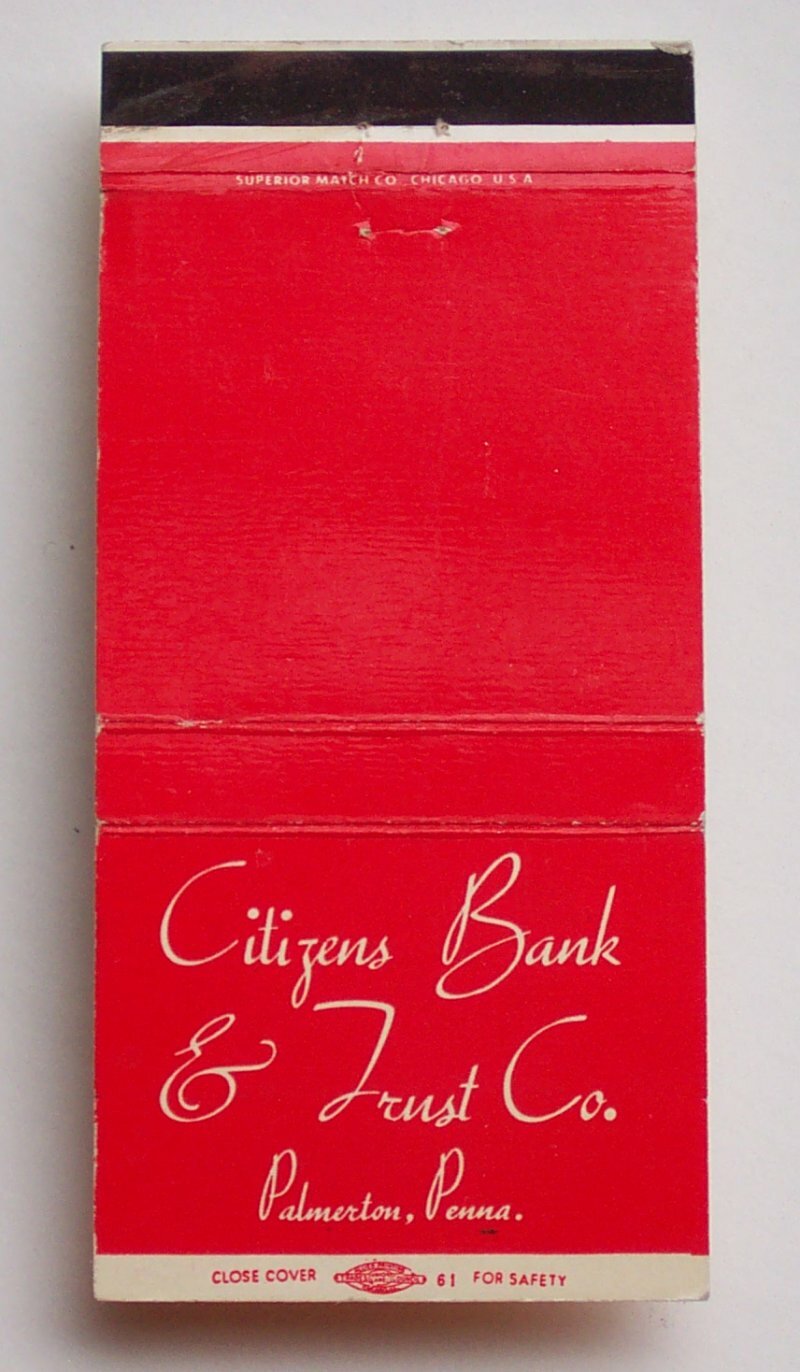 SUPERIOR MATCH CO. CHICAGO U S A
Citizens Bank
& Trust Co.
Palmerton, Penna.
CLOSE COVER 61 FOR SAFETY